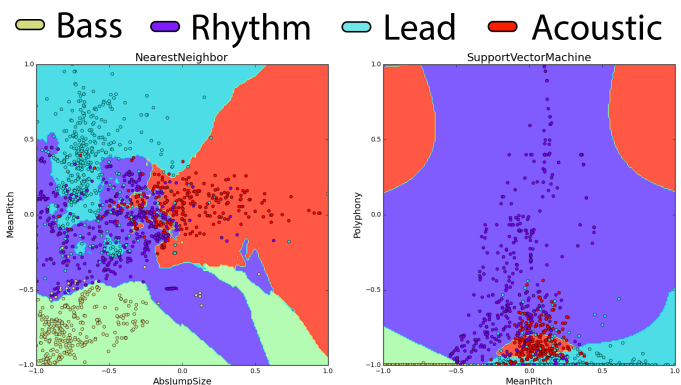 Bass Rhythm Lead Acoustic
NearestNeighbor
1.0
0.5
0.0
−0.5
−1.0
MeanPitch
−1.0 −0.5 0.0 0.5 1.0
AbsJumpSize
SupportVectorMachine
1.0
0.5
0.0
−0.5
−1.0
Polyphony
−1.0 −0.5 0.0 0.5 1.0
MeanPitch